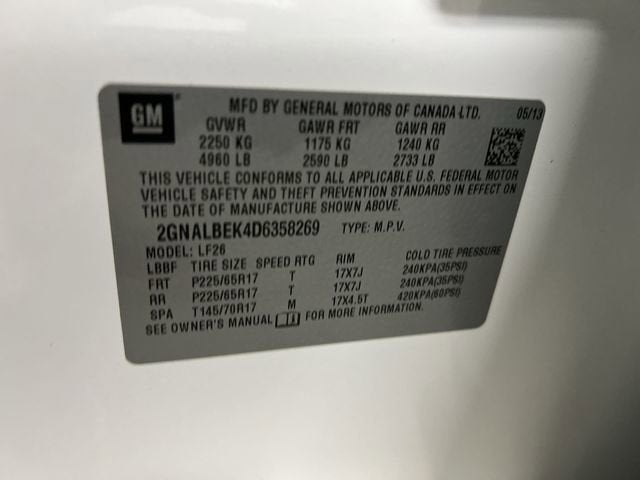 GM
MFD BY GENERAL MOTORS OF CANADA LTD. 05/13
GVWR GAWR FRT GAWR RR
2250 KG 1175 KG 1240 KG
4960 LB 2590 LB 2733 LB
THIS VEHICLE CONFORMS TO ALL APPLICABLE U.S. FEDERAL MOTOR
VEHICLE SAFETY AND THEFT PREVENTION STANDARDS IN EFFECT ON
THE DATE OF MANUFACTURE SHOWN ABOVE.
2GNALBEK4D6358269 TYPE: M.P.V.
MODEL: LF26
LBBF TIRE SIZE SPEED RTG RIM COLD TIRE PRESSURE
FRT P225/65R17 T 17X7J 240KPA(35PSI)
RR P225/65R17 T 17X7J 240KPA(35PSI)
SPA T145/70R17 M 17X4.5T 420KPA(60PSI)
SEE OWNER'S MANUAL FOR MORE INFORMATION.